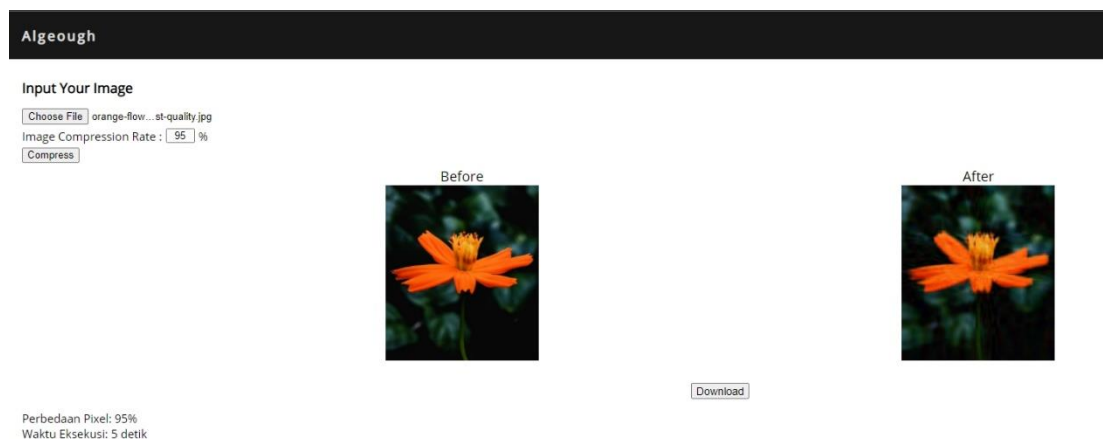 Algeough
Input Your Image
Choose File orange-flow...st-quality.jpg
Image Compression Rate : 95 %
Compress
Before
After
Download
Perbedaan Pixel: 95%
Waktu Eksekusi: 5 detik